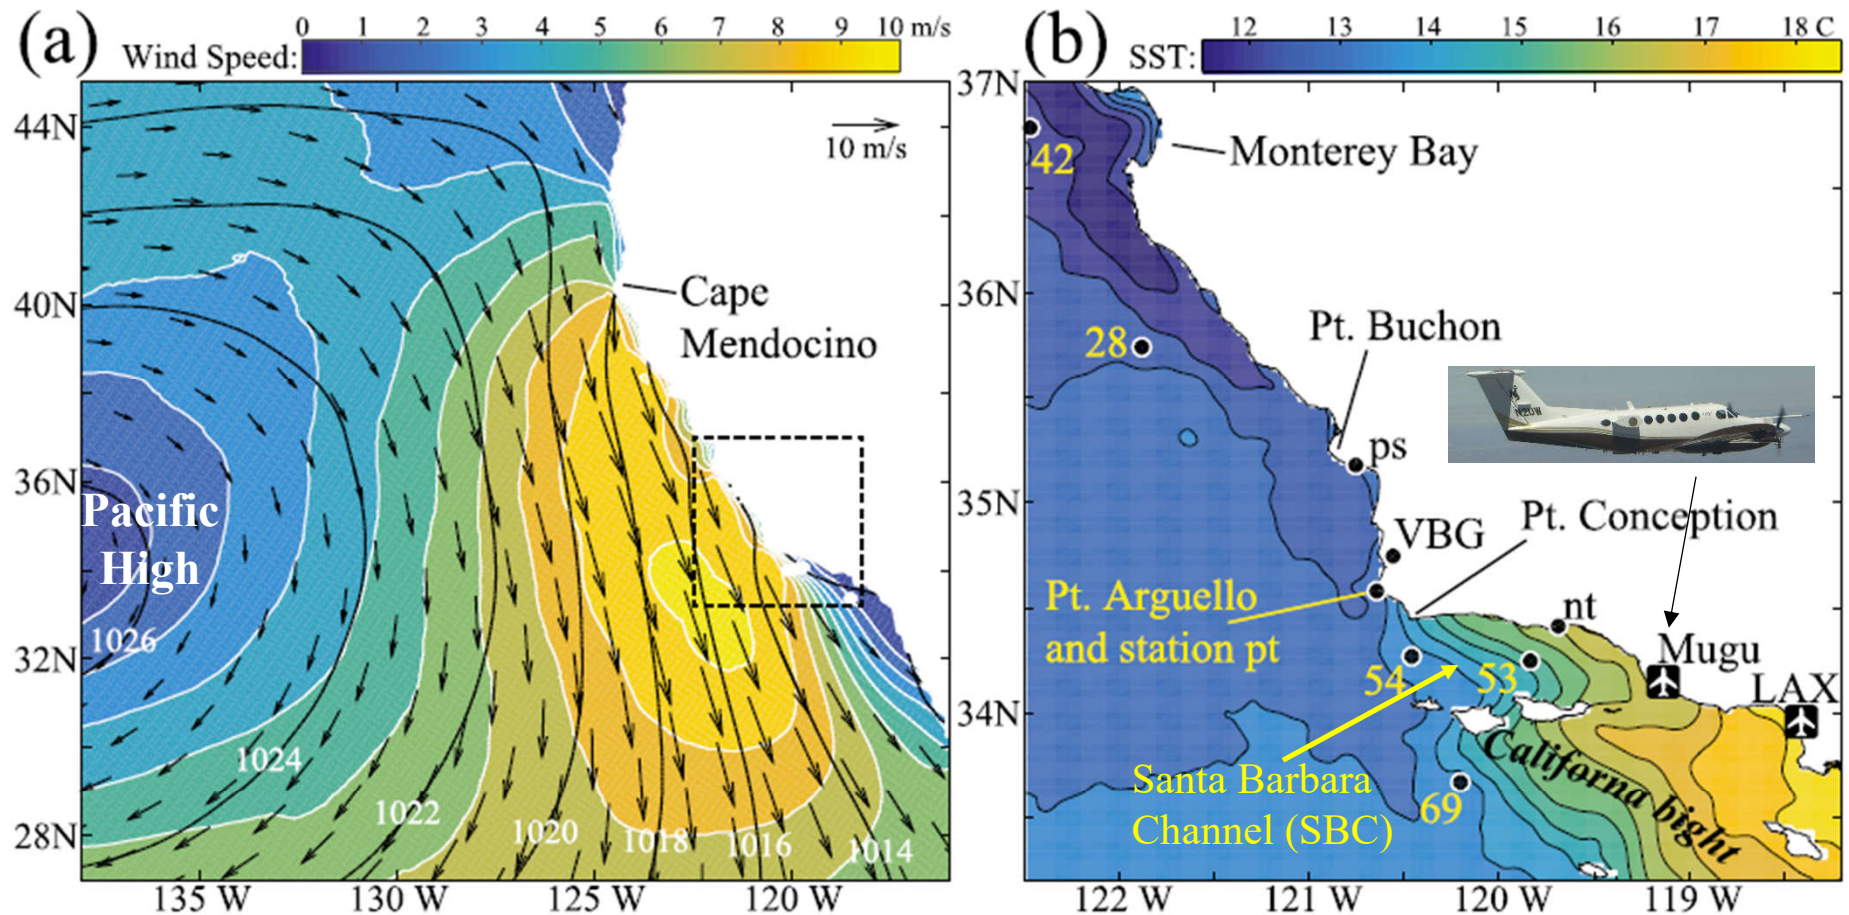 (a)
Wind Speed:
0 1 2 3 4 5 6 7 8 9 10 m/s
44N
40N
36N
32N
28N
10 m/s
Cape
Mendocino
Pacific
High
1026
1024
1022
1020
1018
1016
1014
135 W 130 W 125 W 120 W
(b)
SST:
12 13 14 15 16 17 18 C
37N
36N
35N
34N
42
Monterey Bay
28
Pt. Buchon
ps
N2UW
VBG
Pt. Conception
Pt. Arguello
and station pt
nt
Mugu
54
53
LAX
Californa bight
Santa Barbara
Channel (SBC)
69
122 W 121 W 120 W 119 W